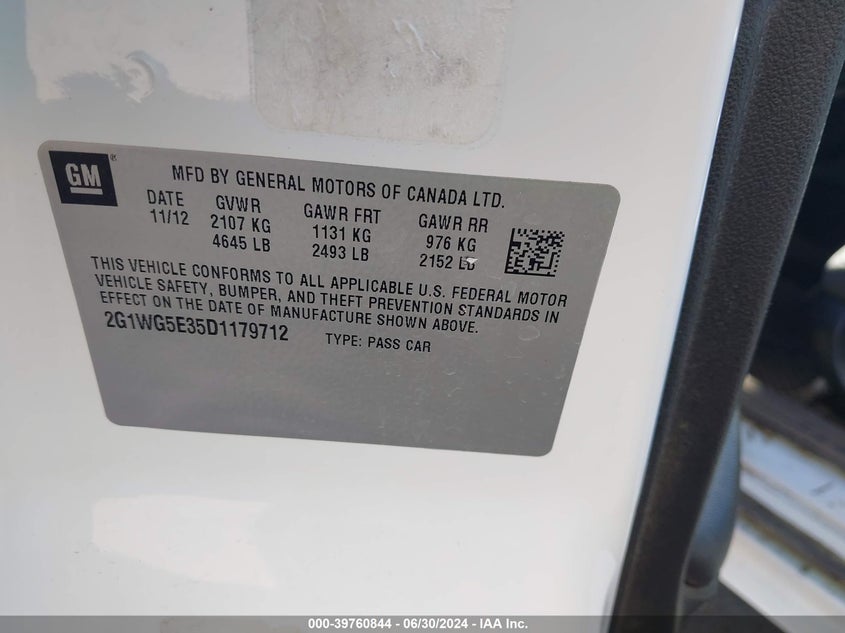 GM®
MFD BY GENERAL MOTORS OF CANADA LTD.
DATE GVWR GAWR FRT GAWR RR
11/12 2107 KG 1131 KG 976 KG
4645 LB 2493 LB 2152 LB
THIS VEHICLE CONFORMS TO ALL APPLICABLE U.S. FEDERAL MOTOR
VEHICLE SAFETY, BUMPER, AND THEFT PREVENTION STANDARDS IN
EFFECT ON THE DATE OF MANUFACTURE SHOWN ABOVE.
2G1WG5E35D1179712 TYPE: PASS CAR
000-39760844 / 06/30/2024 - IAA Inc.